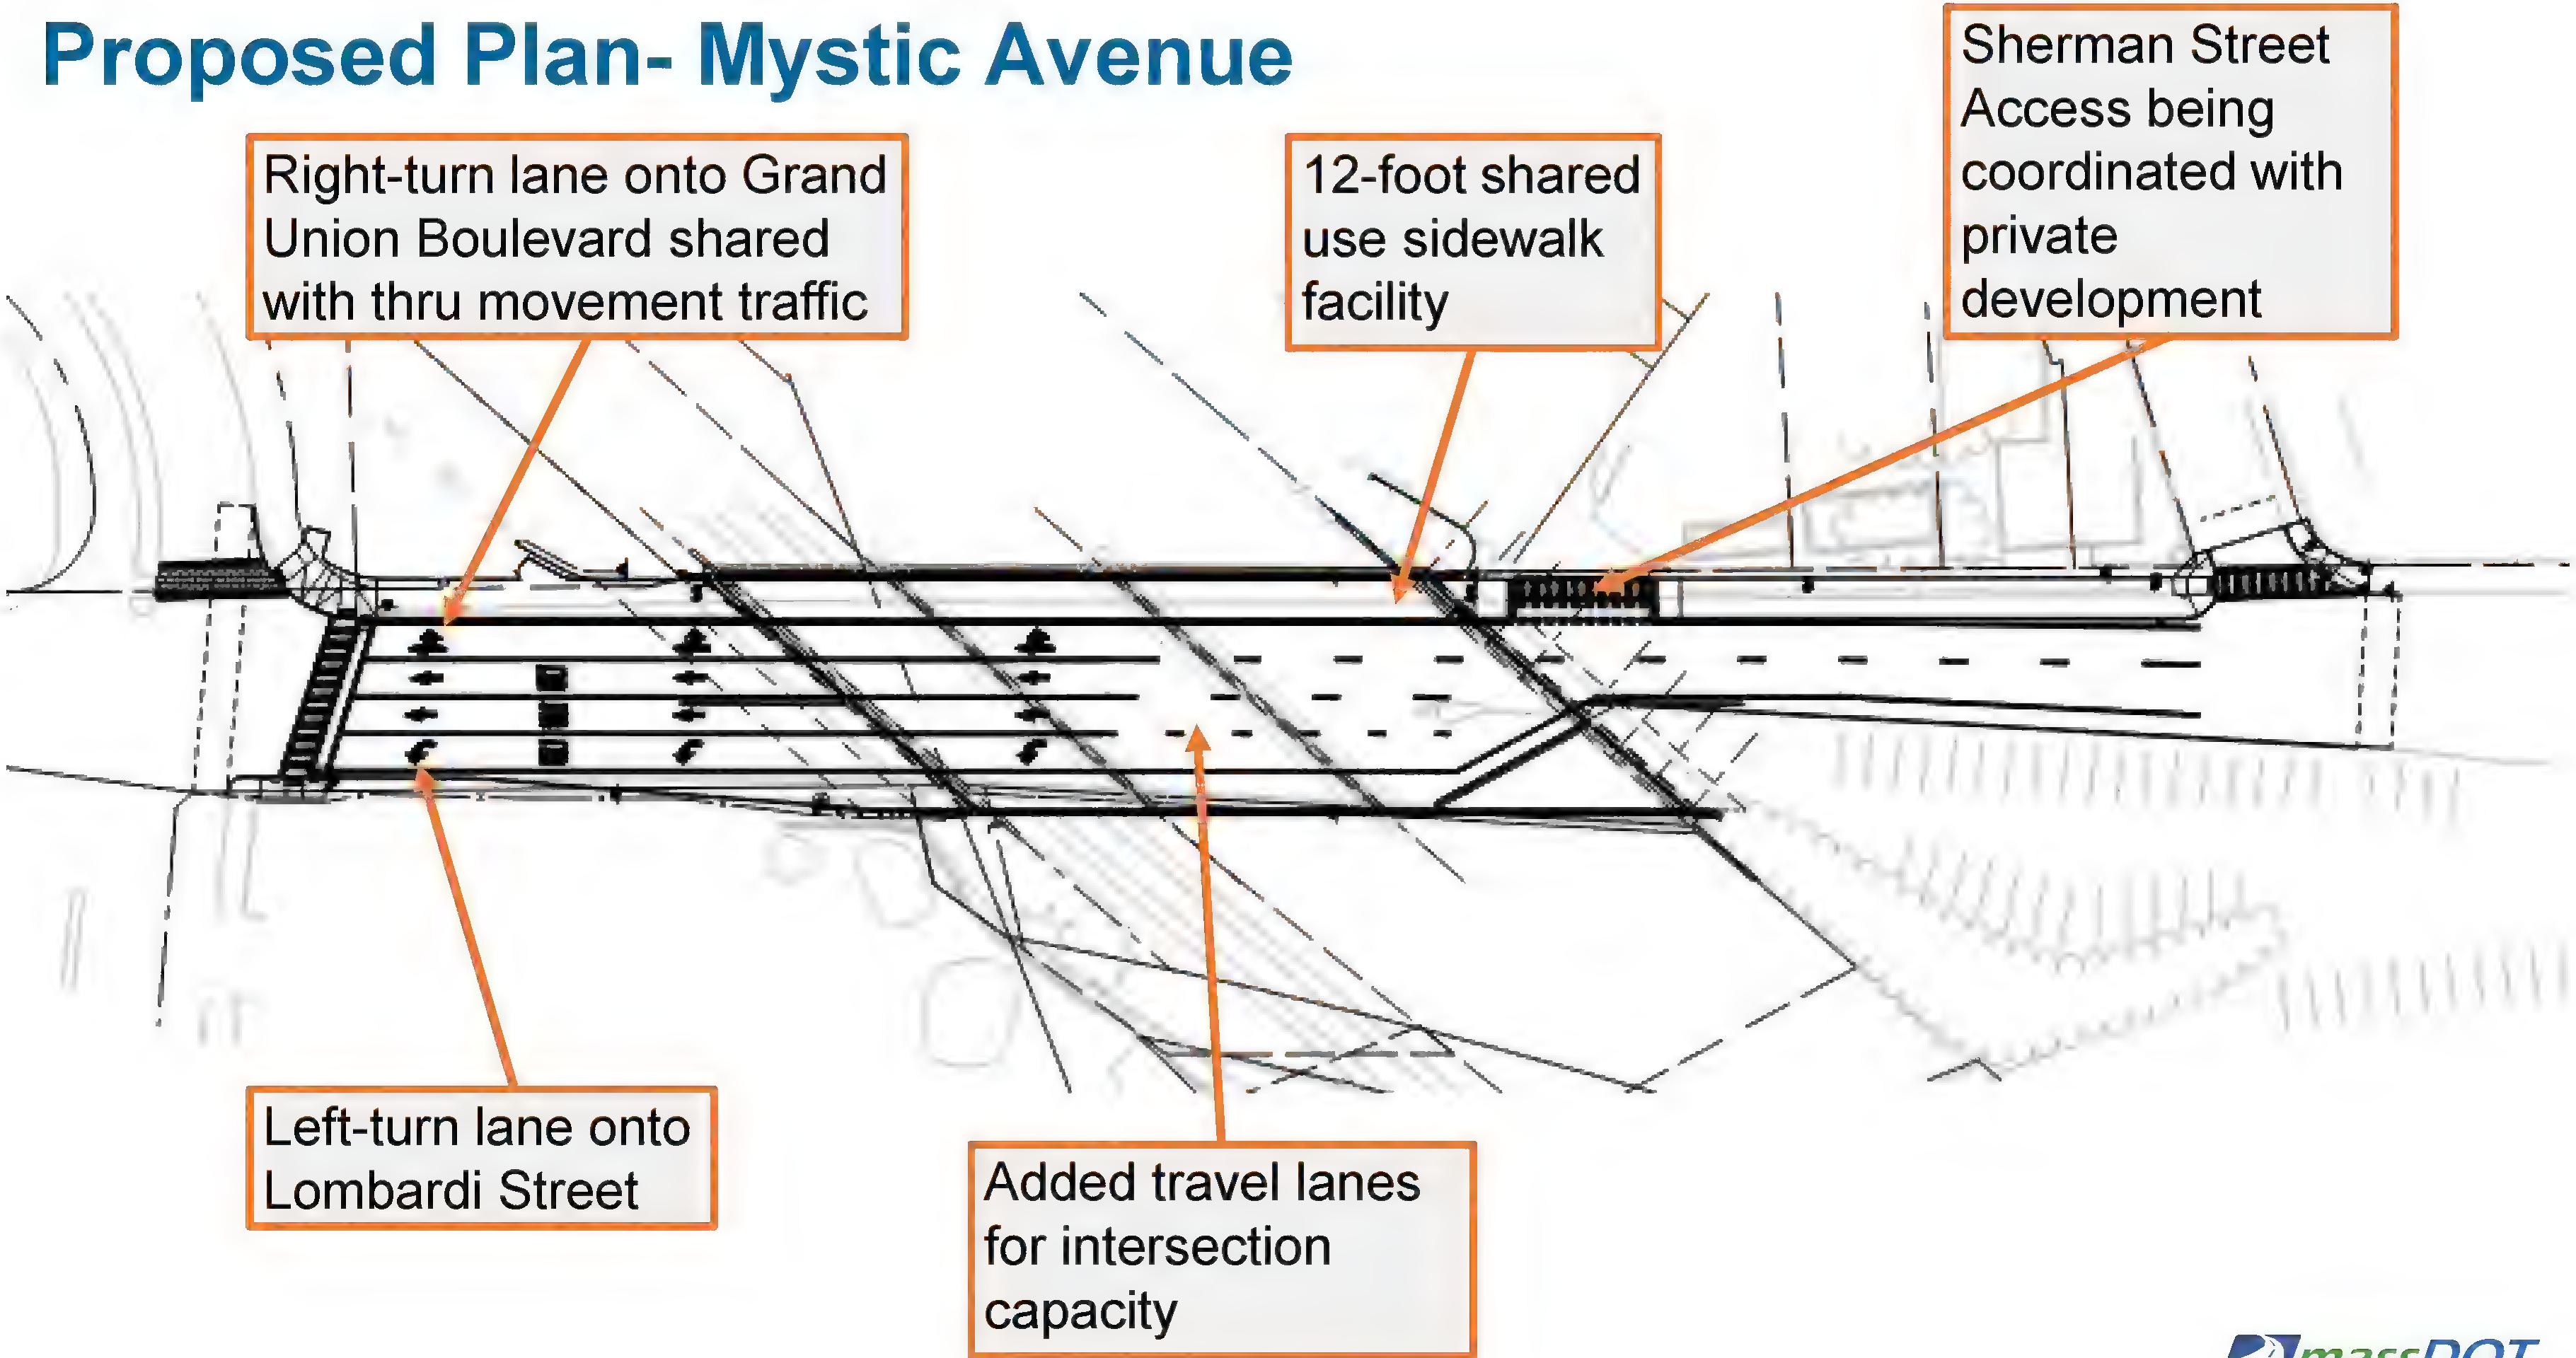 Proposed Plan- Mystic Avenue
Right-turn lane onto Grand
Union Boulevard shared
with thru movement traffic
12-foot shared
use sidewalk
facility
Sherman Street
Access being
coordinated with
private
development
Left-turn lane onto
Lombardi Street
Added travel lanes
for intersection
capacity
massDOT